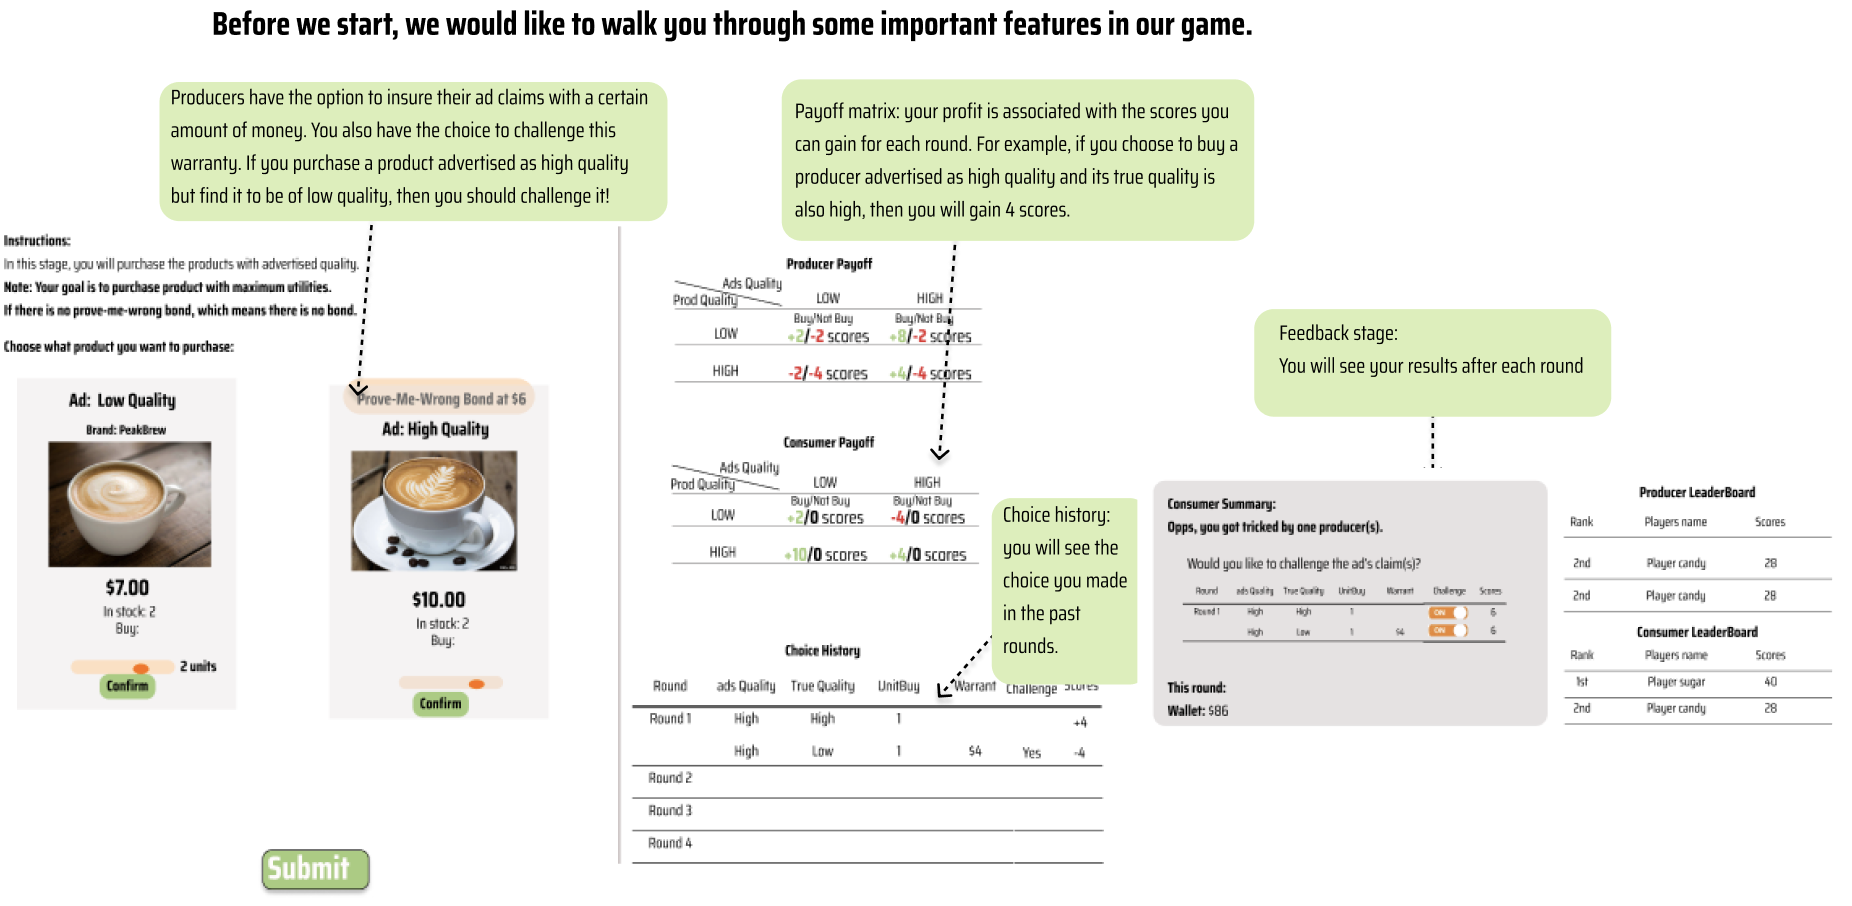 Before we start, we would like to walk you through some important features in our game.
Producers have the option to insure their ad claims with a certain
amount of money. You also have the choice to challenge this
warranty. If you purchase a product advertised as high quality
but find it to be of low quality, then you should challenge it!
Payoff matrix: your profit is associated with the scores you
can gain for each round. For example, if you choose to buy a
producer advertised as high quality and its true quality is
also high, then you will gain 4 scores.
Instructions:
In this stage, you will purchase the products with advertised quality.
Note: Your goal is to purchase product with maximum utilities.
If there is no prove-me-wrong bond, which means there is no bond.
Choose what product you want to purchase:
Ad: Low Quality
Brand: PeakBrew
$7.00
In stock: 2
Buy:
2 units
Confirm
Prove-Me-Wrong Bond at $6
Ad: High Quality
$10.00
In stock: 2
Buy:
Confirm
Submit
Producer Payoff
Ads Quality
Prod Quality LOW HIGH
Buy/Not Buy Buy/Not Buy
LOW +2/-2 scores +8/-2 scores
HIGH -2/-4 scores +4/-4 scores
Consumer Payoff
Ads Quality
Prod Quality LOW HIGH
Buy/Not Buy Buy/Not Buy
LOW +2/0 scores -4/0 scores
HIGH +10/0 scores +4/0 scores
Choice history:
you will see the
choice you made
in the past
rounds.
Choice History
Round ads Quality True Quality UnitBuy Warrant Challenge Scores
Round 1 High High 1 +4
High Low 1 $4 Yes -4
Round 2
Round 3
Round 4
Feedback stage:
You will see your results after each round
Consumer Summary:
Opps, you got tricked by one producer(s).
Would you like to challenge the ad's claim(s)?
Round ads Quality True Quality UnitBuy Warrant Challenge Scores
Round 1 High High 1 ON 6
High Low 1 $4 ON 6
This round:
Wallet: $86
Producer LeaderBoard
Rank Players name Scores
2nd Player candy 28
2nd Player candy 28
Consumer LeaderBoard
Rank Players name Scores
1st Player sugar 40
2nd Player candy 28